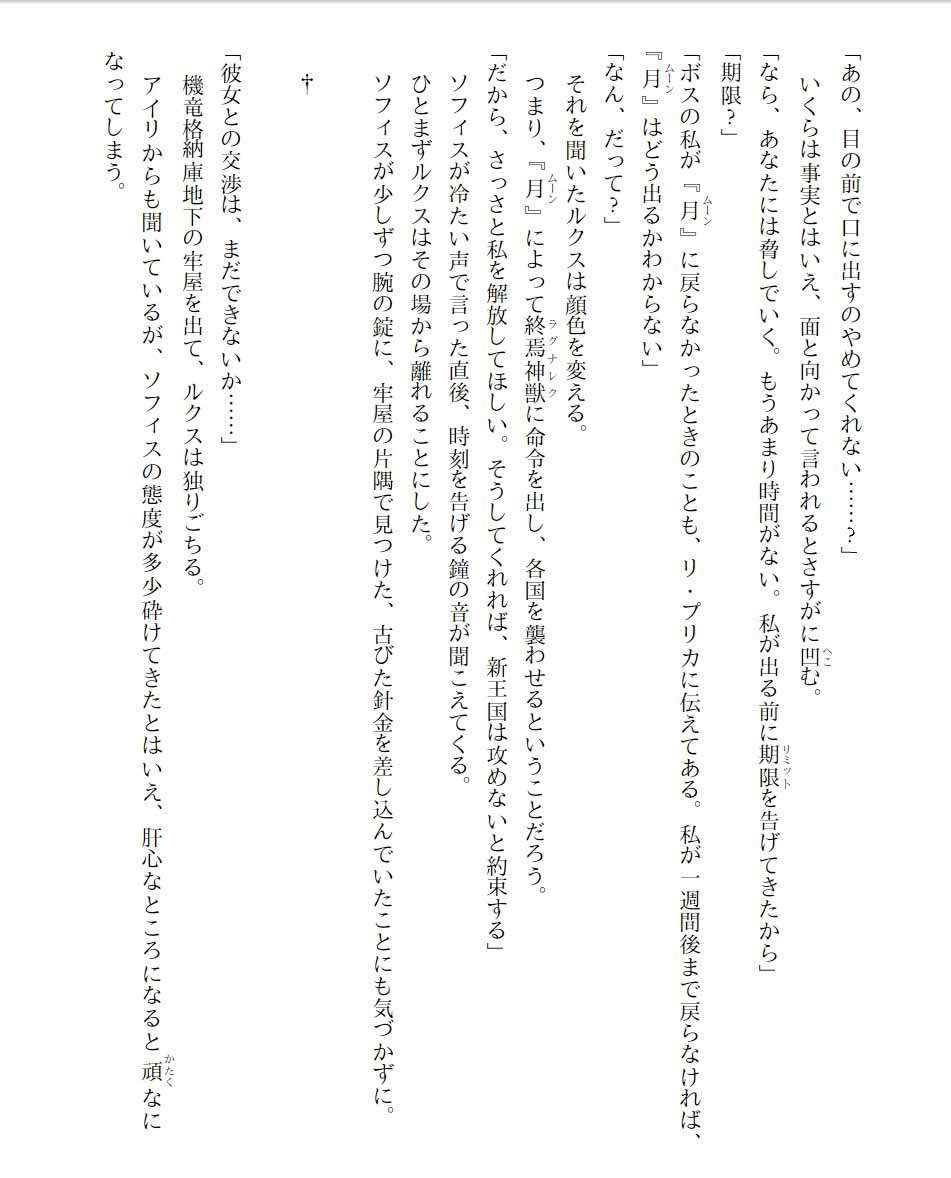 「あの、目の前で口に出すのやめてくれない……?」
いくらは事実とはいえ、面と向かって言われるとさすがに凹む。
「なら、あなたには脅しでいく。もうあまり時間がない。私が出る前に期限を告げてきたから」
「期限?」
「ボスの私が『月』に戻らなかったときのことも、リ・プリカに伝えてある。私が一週間後まで戻らなければ、
『月』はどう出るかわからない」
「なん、だって?」
それを聞いたルクスは顔色を変える。
つまり、『月』によって終焉神獣に命令を出し、各国を襲わせるということだろう。
「だから、さっさと私を解放してほしい。そうしてくれれば、新王国は攻めないと約束する」
ソフィスが冷たい声で言った直後、時刻を告げる鐘の音が聞こえてくる。
ひとまずルクスはその場から離れることにした。
ソフィスが少しずつ腕の錠に、牢屋の片隅で見つけた、古びた針金を差し込んでいたことにも気づかずに。
†
「彼女との交渉は、まだできないか……」
機竜格納庫地下の牢屋を出て、ルクスは独りごちる。
アイリからも聞いているが、ソフィスの態度が多少砕けてきたとはいえ、肝心なところになると頑なに
なってしまう。